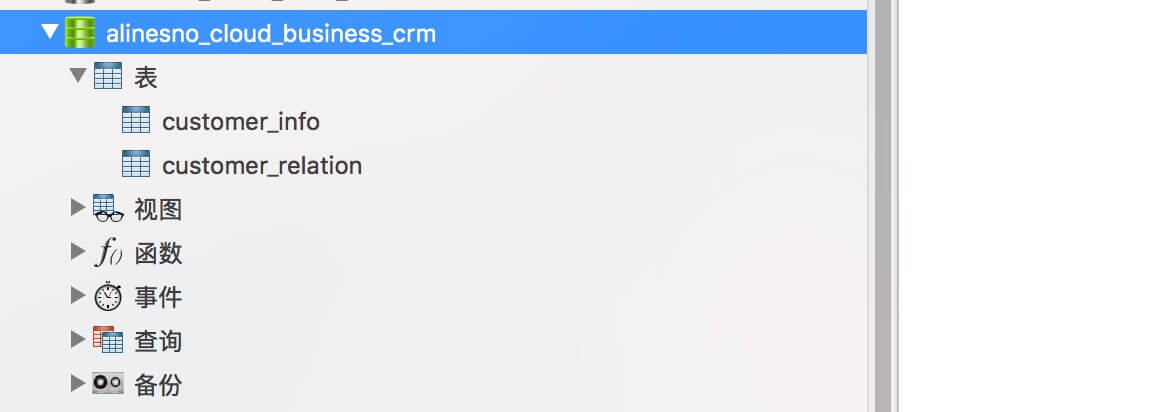 alinesno_cloud_business_crm
表
customer_info
customer_relation
视图
f()
函数
事件
查询
备份